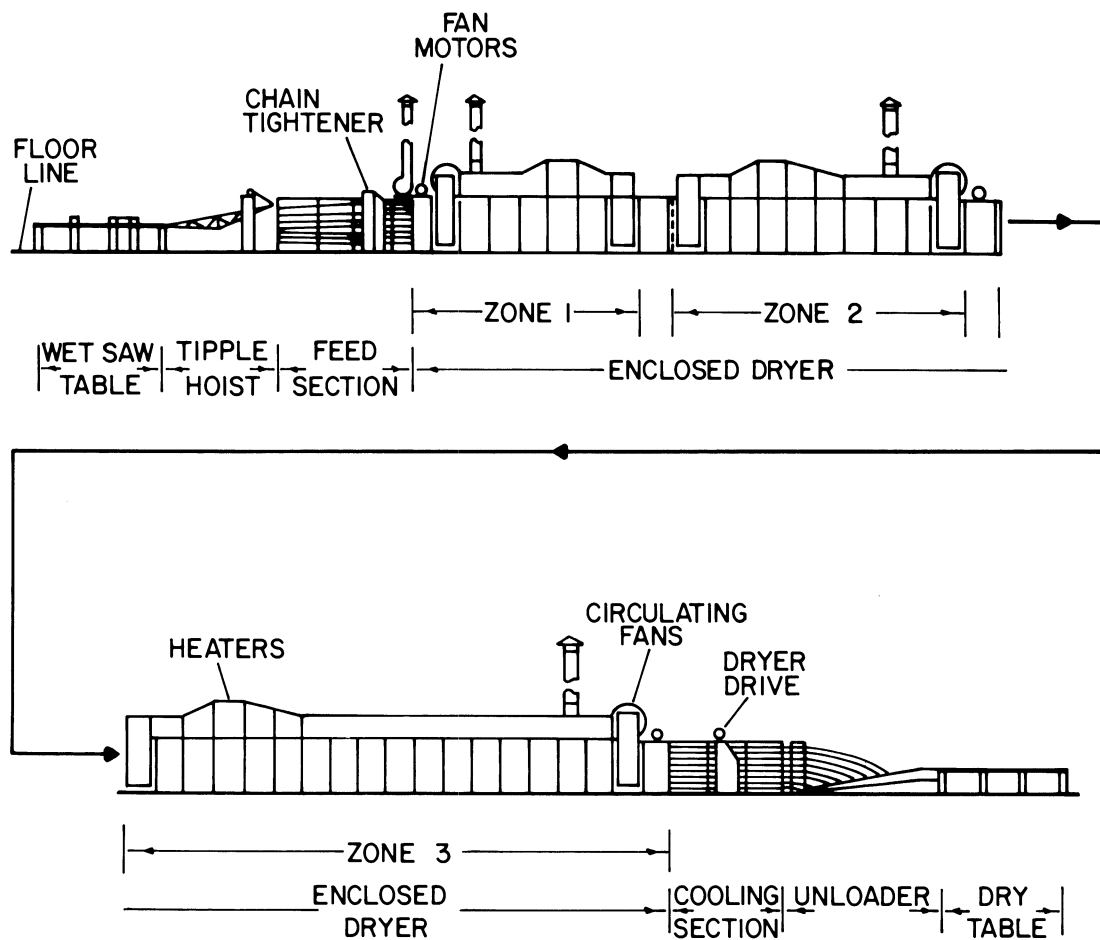 FAN
MOTORS
CHAIN
TIGHTENER
FLOOR
LINE
ZONE 1
ZONE 2
WET SAW
TABLE
TIPPLE
HOIST
FEED
SECTION
ENCLOSED DRYER
HEATERS
CIRCULATING
FANS
DRYER
DRIVE
ZONE 3
ENCLOSED
DRYER
COOLING
SECTION
UNLOADER
DRY
TABLE